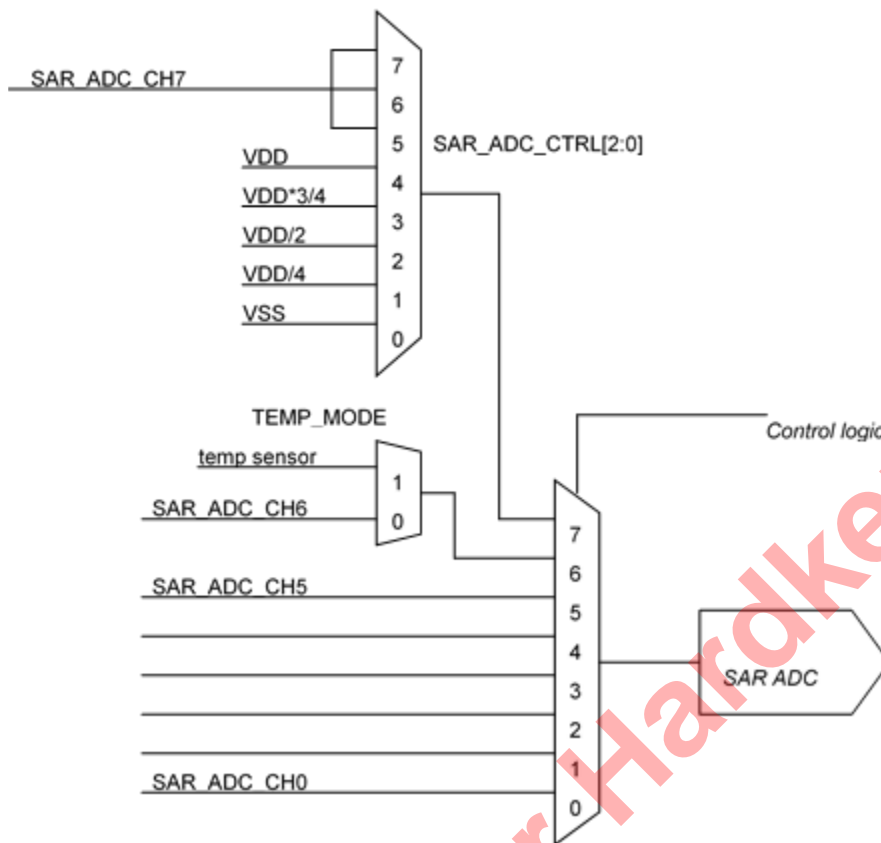 SAR_ADC_CH7
7
6
5
4
3
2
1
0
SAR_ADC_CTRL[2:0]
VDD
VDD*3/4
VDD/2
VDD/4
VSS
TEMP_MODE
temp sensor
1
0
SAR_ADC_CH6
Control logic
SAR_ADC_CH5
7
6
5
4
3
2
1
0
SAR ADC
SAR_ADC_CH0
r Hardke